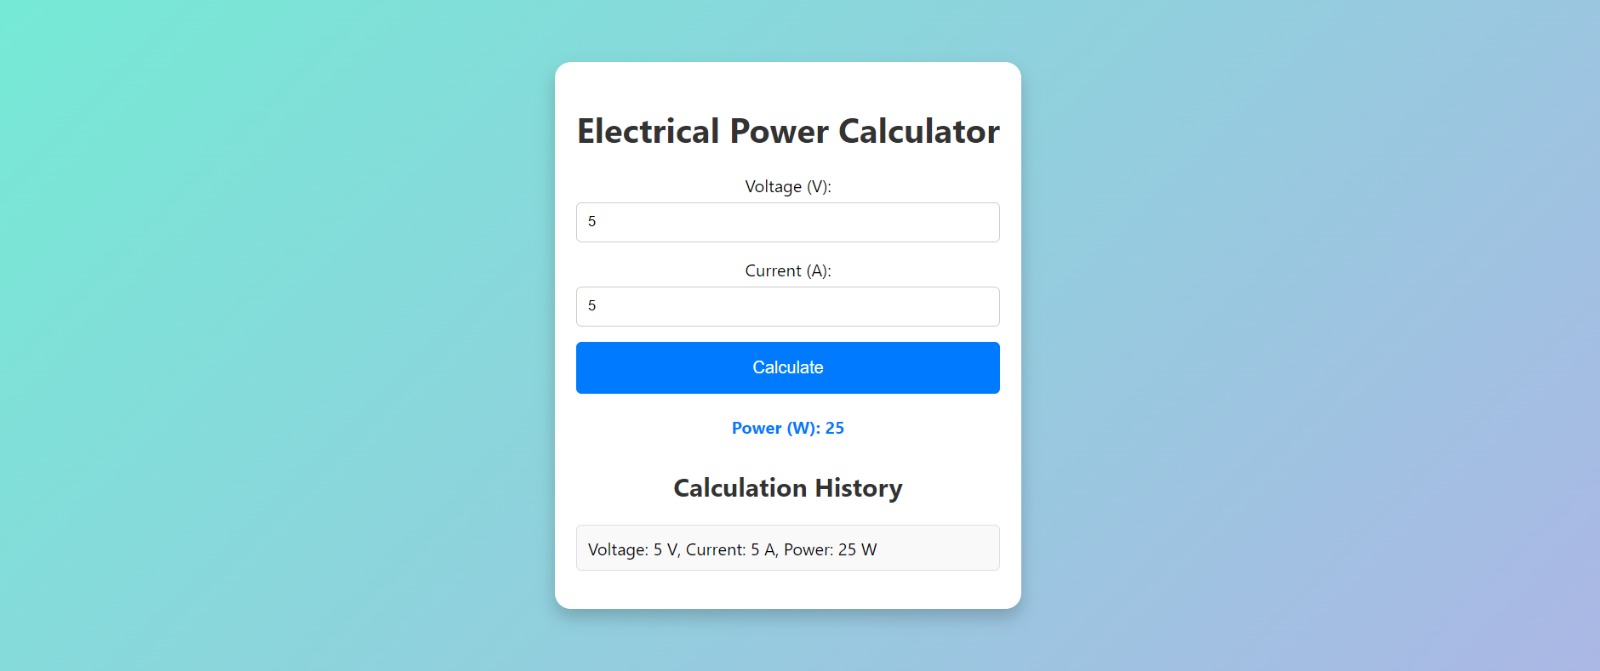 Electrical Power Calculator
Voltage (V):
5
Current (A):
5
Calculate
Power (W): 25
Calculation History
Voltage: 5 V, Current: 5 A, Power: 25 W